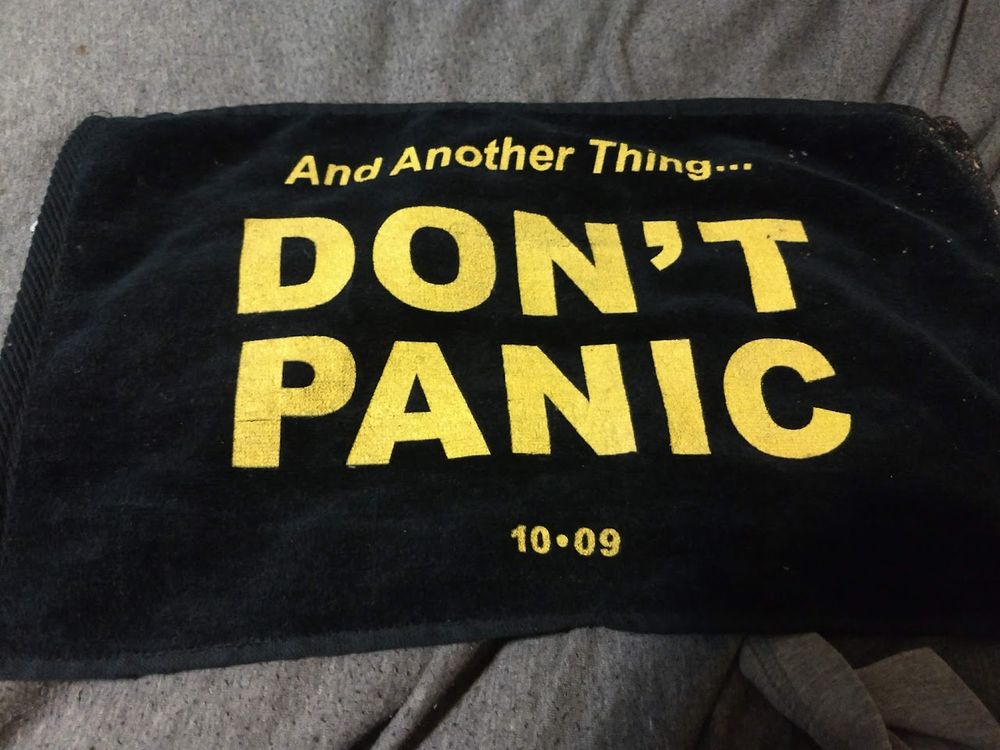 And Another Thing...
DON'T
PANIC
10•09